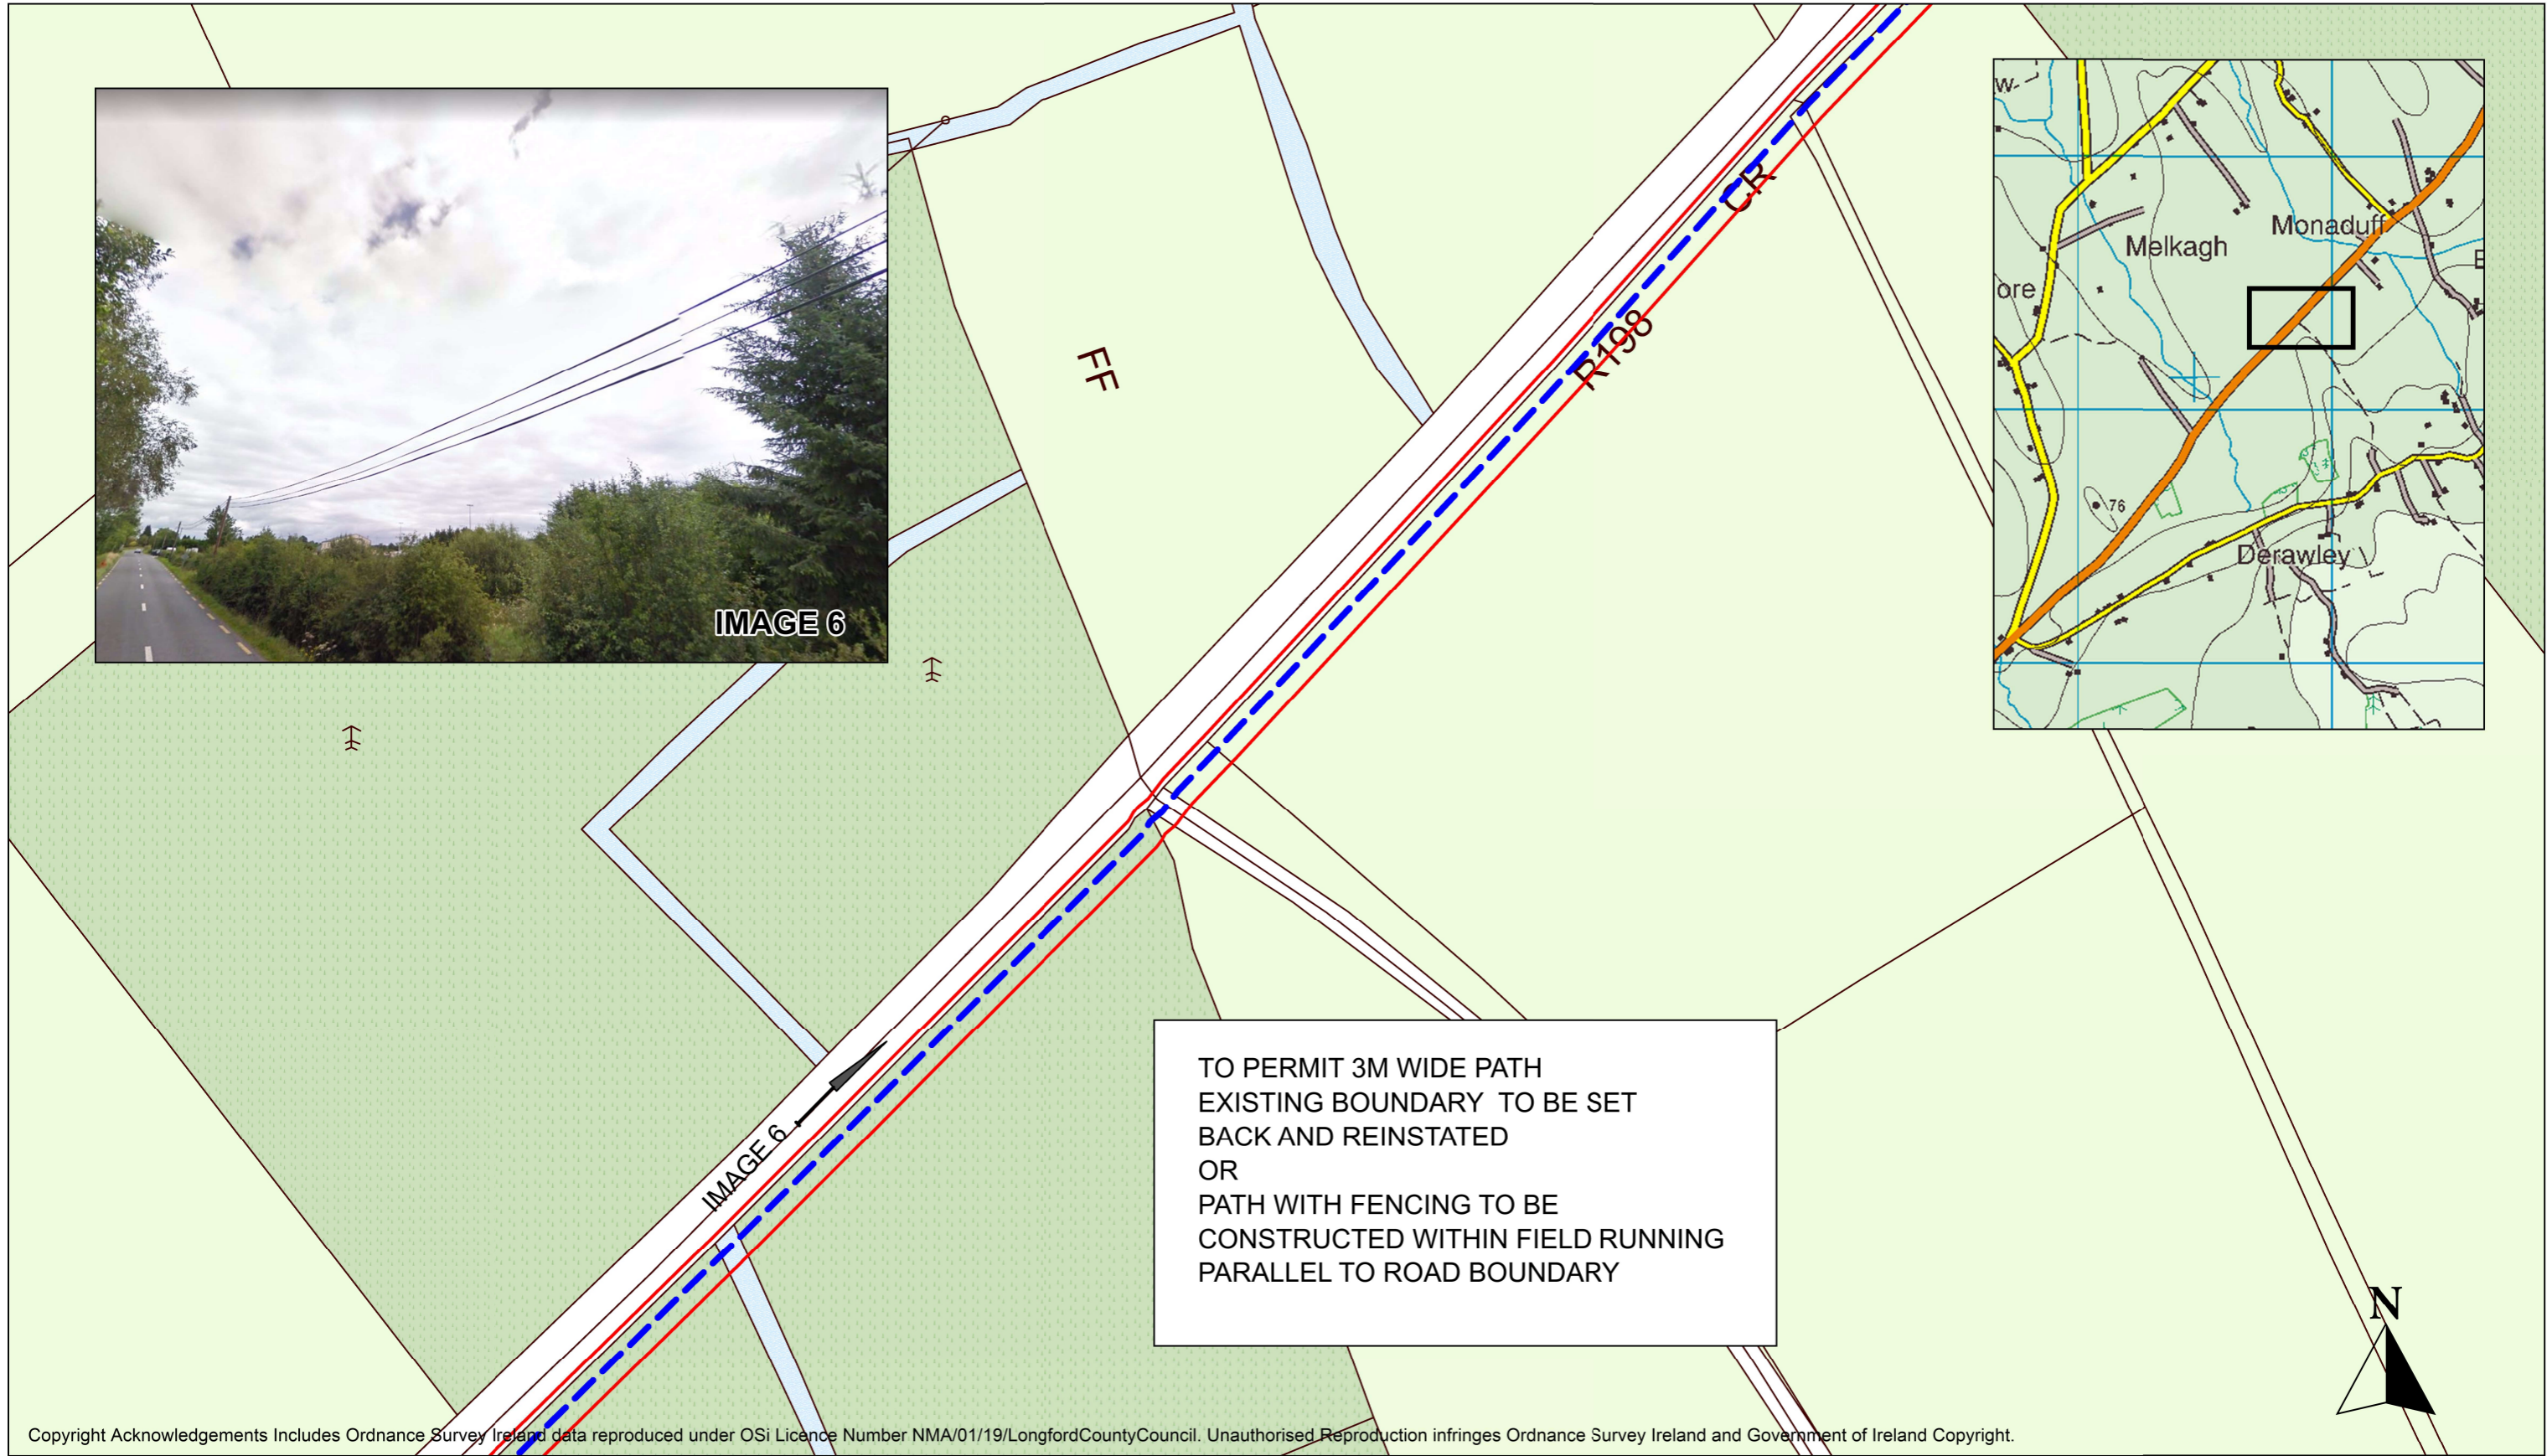 IMAGE 6
FF
CR
R198
w
Monaduff
Melkagh
ore
E
76
Derawley
IMAGE 6
TO PERMIT 3M WIDE PATH
EXISTING BOUNDARY TO BE SET
BACK AND REINSTATED
OR
PATH WITH FENCING TO BE
CONSTRUCTED WITHIN FIELD RUNNING
PARALLEL TO ROAD BOUNDARY
N
Copyright Acknowledgements Includes Ordnance Survey Ireland data reproduced under OSi Licence Number NMA/01/19/LongfordCountyCouncil. Unauthorised Reproduction infringes Ordnance Survey Ireland and Government of Ireland Copyright.